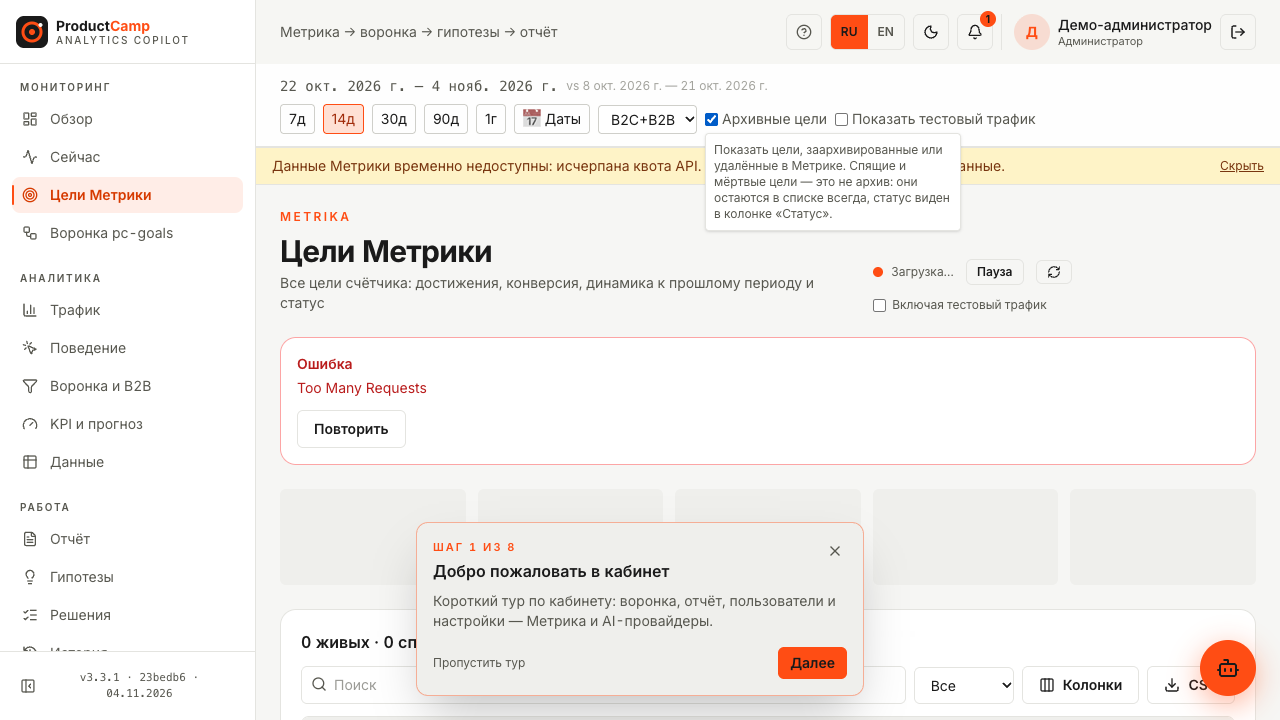 ProductCamp
ANALYTICS COPILOT
Метрика → воронка → гипотезы → отчёт
RU
EN
1
Д
Демо-администратор
Администратор
МОНИТОРИНГ
Обзор
Сейчас
Цели Метрики
Воронка pc-goals
АНАЛИТИКА
Трафик
Поведение
Воронка и B2B
KPI и прогноз
Данные
РАБОТА
Отчёт
Гипотезы
Решения
v3.3.1 · 23bedb6 ·
04.11.2026
22 окт. 2026 г. — 4 нояб. 2026 г. vs 8 окт. 2026 г. — 21 окт. 2026 г.
7д
14д
30д
90д
1г
📅 Даты
B2C+B2B
Архивные цели
Показать тестовый трафик
Данные Метрики временно недоступны: исчерпана квота API.
Скрыть
Показать цели, заархивированные или
удалённые в Метрике. Спящие и
мёртвые цели — это не архив: они
остаются в списке всегда, статус виден
в колонке «Статус».
METRIKA
Цели Метрики
Все цели счётчика: достижения, конверсия, динамика к прошлому периоду и
статус
Загрузка…
Пауза
Включая тестовый трафик
Ошибка
Too Many Requests
Повторить
ШАГ 1 ИЗ 8
Добро пожаловать в кабинет
Короткий тур по кабинету: воронка, отчёт, пользователи и
настройки — Метрика и AI-провайдеры.
Пропустить тур
Далее
0 живых · 0
Поиск
Все
Колонки